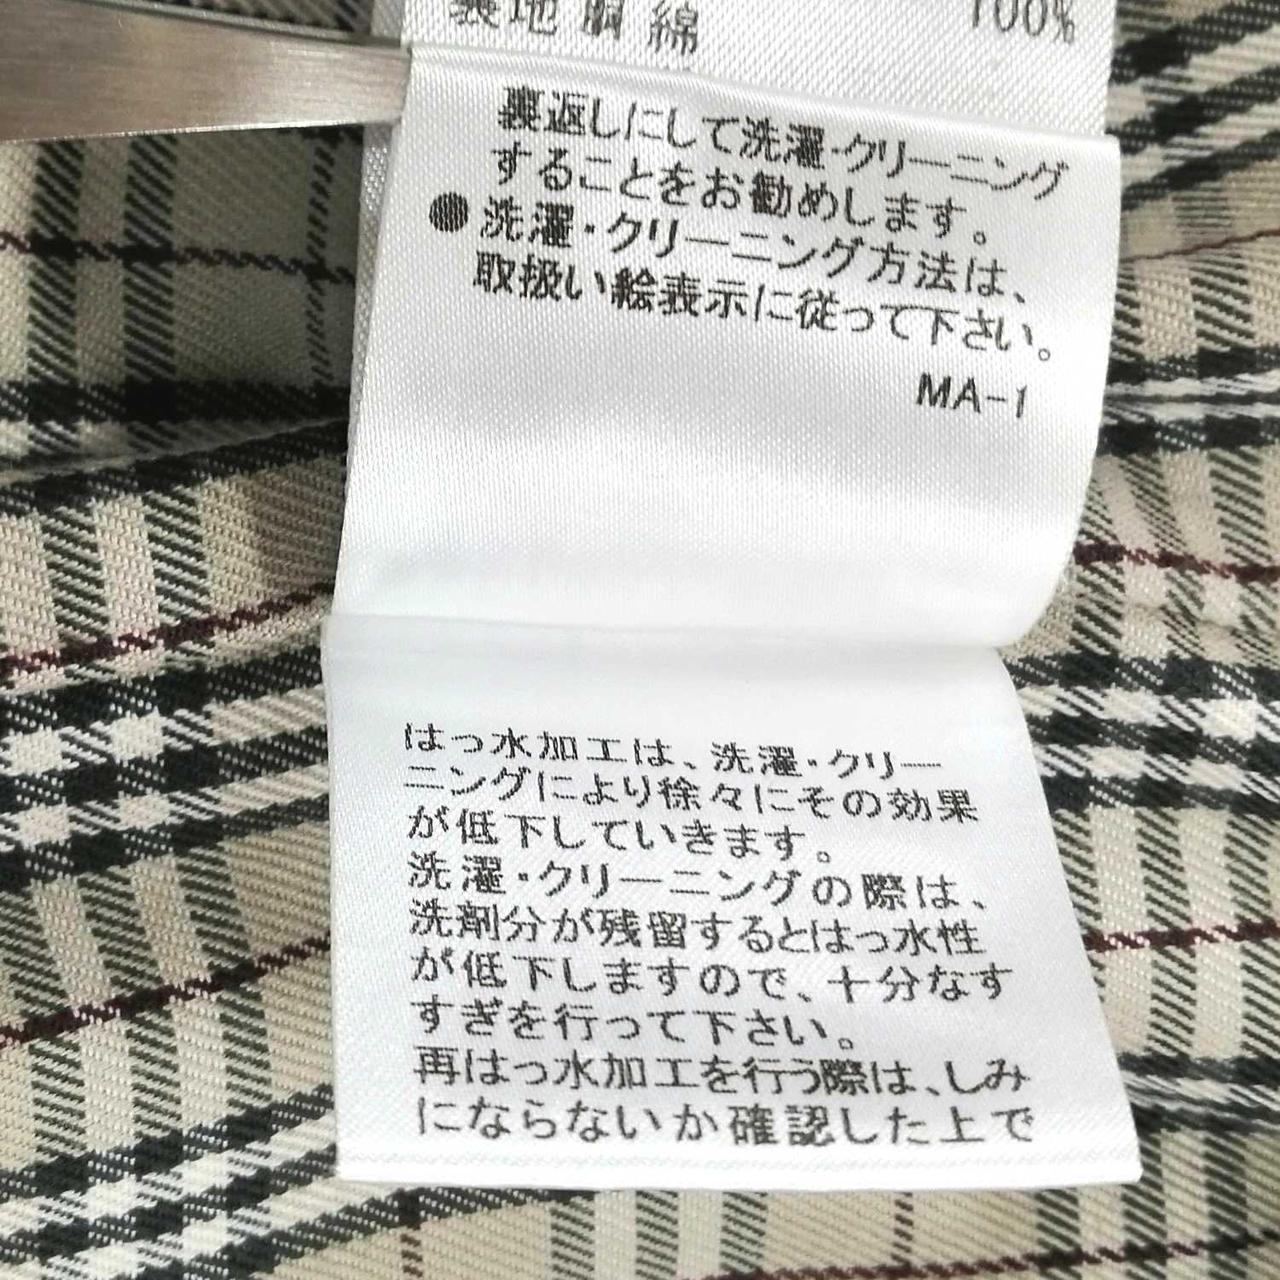 裏地胴 綿 100%
裏返しにして洗濯・クリーニング
することをお勧めします。
●洗濯・クリーニング方法は、
取扱い絵表示に従って下さい。
MA-1
はっ水加工は、洗濯・クリー
ニングにより徐々にその効果
が低下していきます。
洗濯・クリーニングの際は、
洗剤分が残留するとはっ水性
が低下しますので、十分なす
すぎを行って下さい。
再はっ水加工を行う際は、しみ
にならないか確認した上で